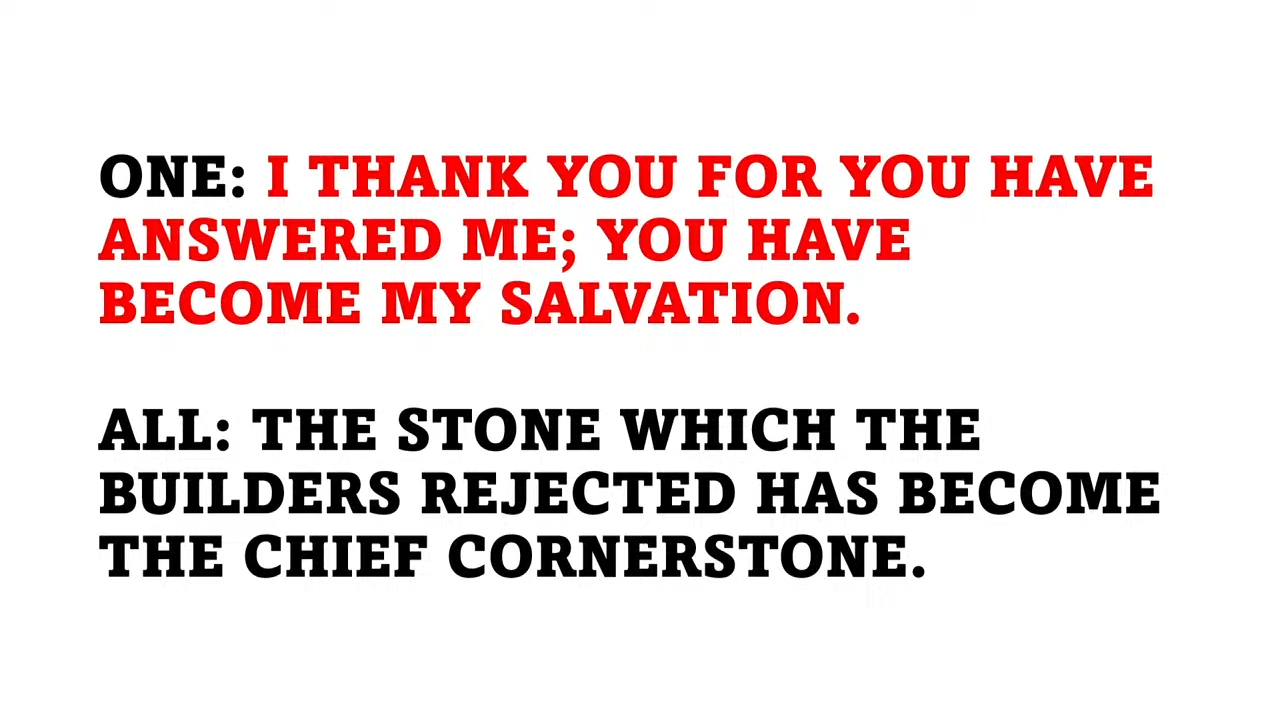 ONE: I THANK YOU FOR YOU HAVE
ANSWERED ME; YOU HAVE
BECOME MY SALVATION.
ALL: THE STONE WHICH THE
BUILDERS REJECTED HAS BECOME
THE CHIEF CORNERSTONE.